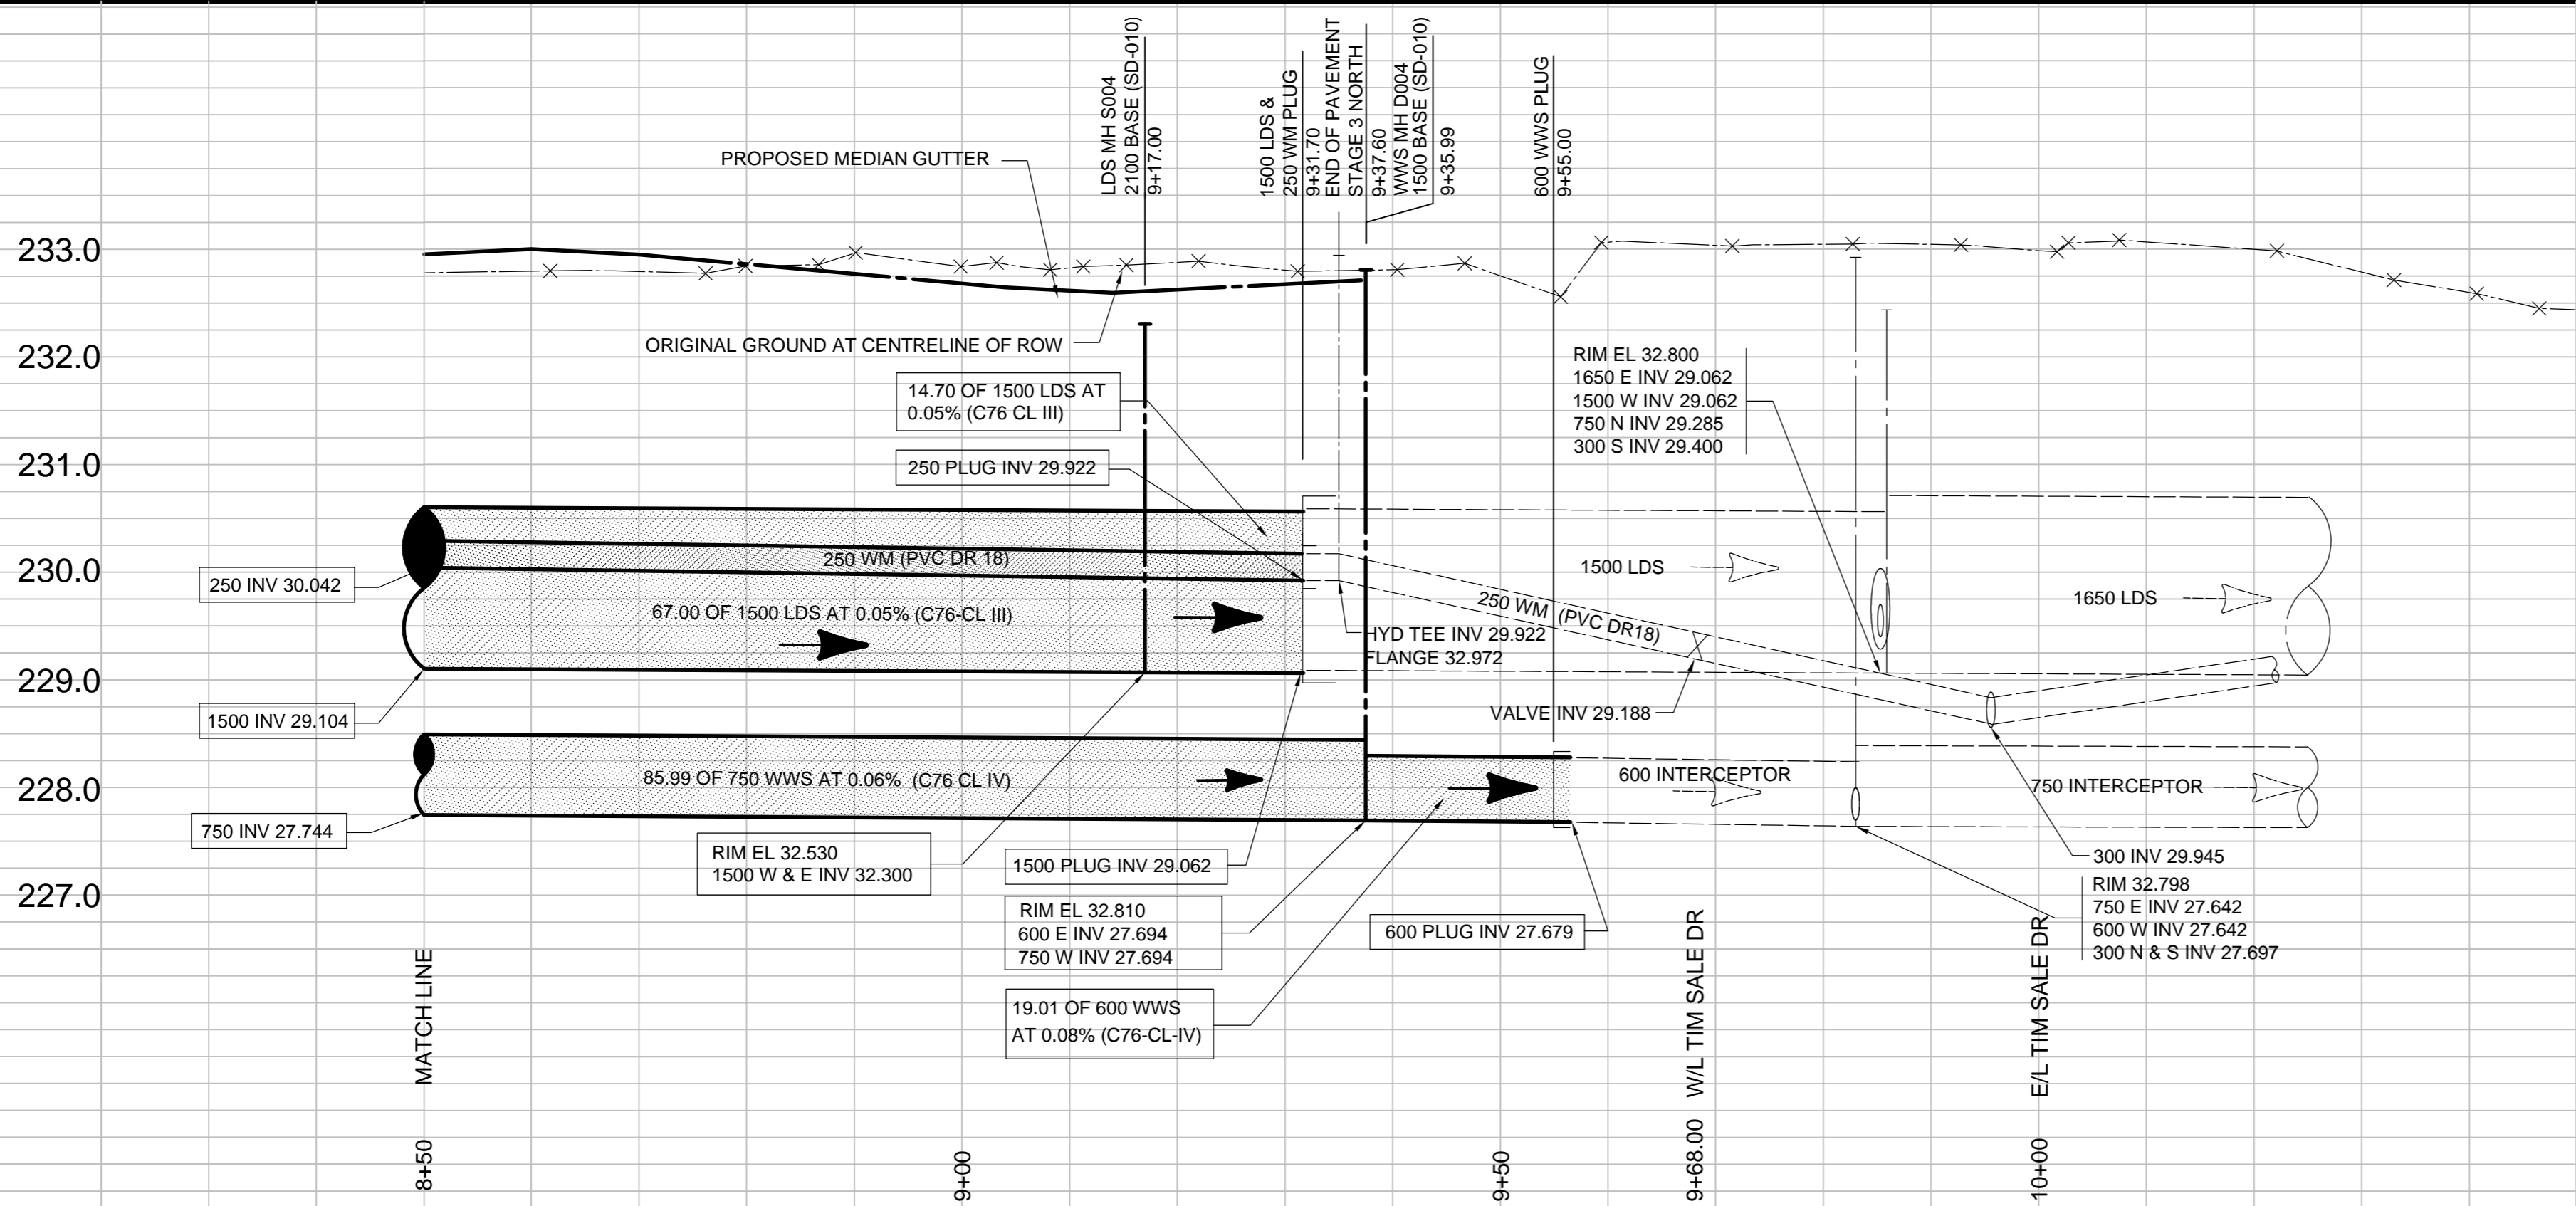 LDS MH S004
2100 BASE (SD-010)
9+17.00
1500 LDS &
250 WM PLUG
9+31.70
END OF PAVEMENT
STAGE 3 NORTH
9+37.60
WWS MH D004
1500 BASE (SD-010)
9+35.99
600 WWS PLUG
9+55.00
PROPOSED MEDIAN GUTTER
233.0
232.0
231.0
230.0
229.0
228.0
227.0
ORIGINAL GROUND AT CENTRELINE OF ROW
14.70 OF 1500 LDS AT
0.05% (C76 CL III)
250 PLUG INV 29.922
RIM EL 32.800
1650 E INV 29.062
1500 W INV 29.062
750 N INV 29.285
300 S INV 29.400
250 WM (PVC DR 18)
250 INV 30.042
67.00 OF 1500 LDS AT 0.05% (C76-CL III)
1500 LDS
250 WM (PVC DR18)
1650 LDS
HYD TEE INV 29.922
FLANGE 32.972
1500 INV 29.104
VALVE INV 29.188
85.99 OF 750 WWS AT 0.06% (C76 CL IV)
600 INTERCEPTOR
750 INTERCEPTOR
750 INV 27.744
RIM EL 32.530
1500 W & E INV 32.300
1500 PLUG INV 29.062
RIM EL 32.810
600 E INV 27.694
750 W INV 27.694
600 PLUG INV 27.679
19.01 OF 600 WWS
AT 0.08% (C76-CL-IV)
300 INV 29.945
RIM 32.798
750 E INV 27.642
600 W INV 27.642
300 N & S INV 27.697
MATCH LINE
8+50
9+00
9+50
9+68.00 W/L TIM SALE DR
E/L TIM SALE DR
10+00